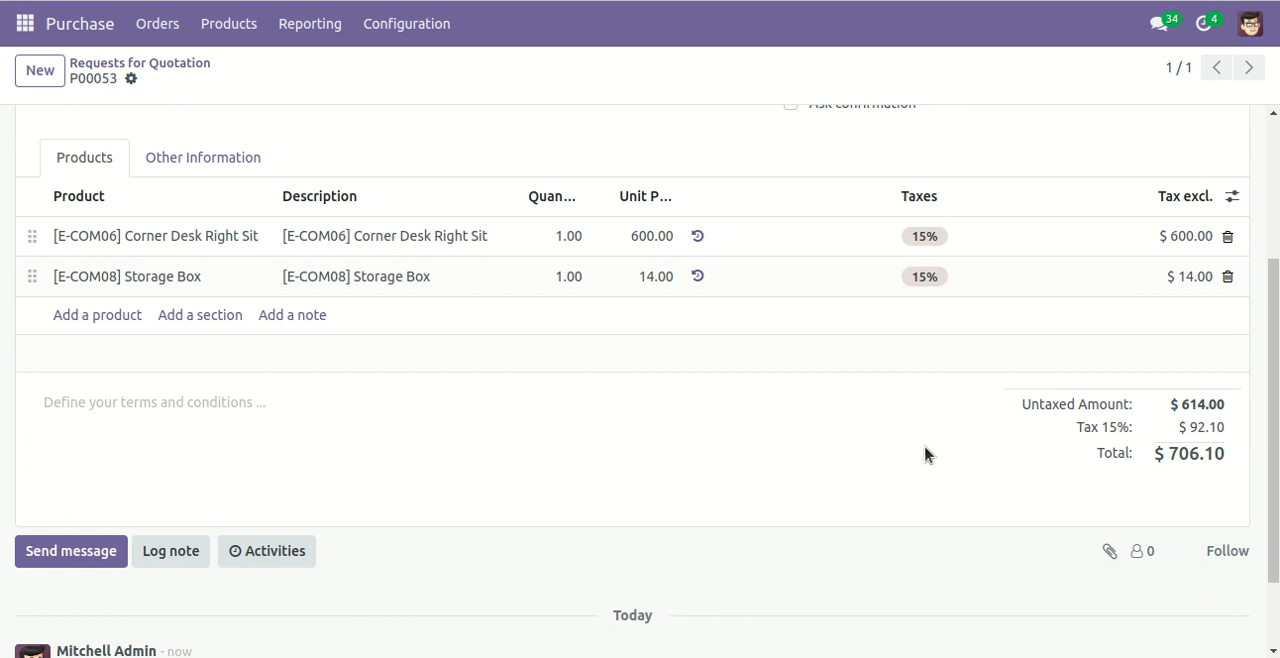 Purchase Orders Products Reporting Configuration 34 4
New Requests for Quotation 1 / 1
P00053
Ask confirmation
Products Other Information
Product Description Quan... Unit P... Taxes Tax excl.
[E-COM06] Corner Desk Right Sit [E-COM06] Corner Desk Right Sit 1.00 600.00 15% $ 600.00
[E-COM08] Storage Box [E-COM08] Storage Box 1.00 14.00 15% $ 14.00
Add a product Add a section Add a note
Define your terms and conditions ... Untaxed Amount: $ 614.00
Tax 15%: $ 92.10
Total: $ 706.10
Send message Log note Activities 0 Follow
Today
Mitchell Admin - now